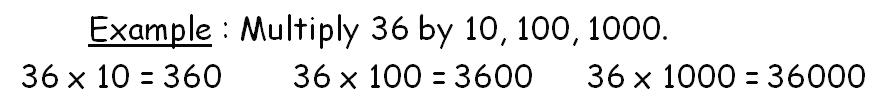 Example : Multiply 36 by 10, 100, 1000.
36 x 10 = 360 36 x 100 = 3600 36 x 1000 = 36000